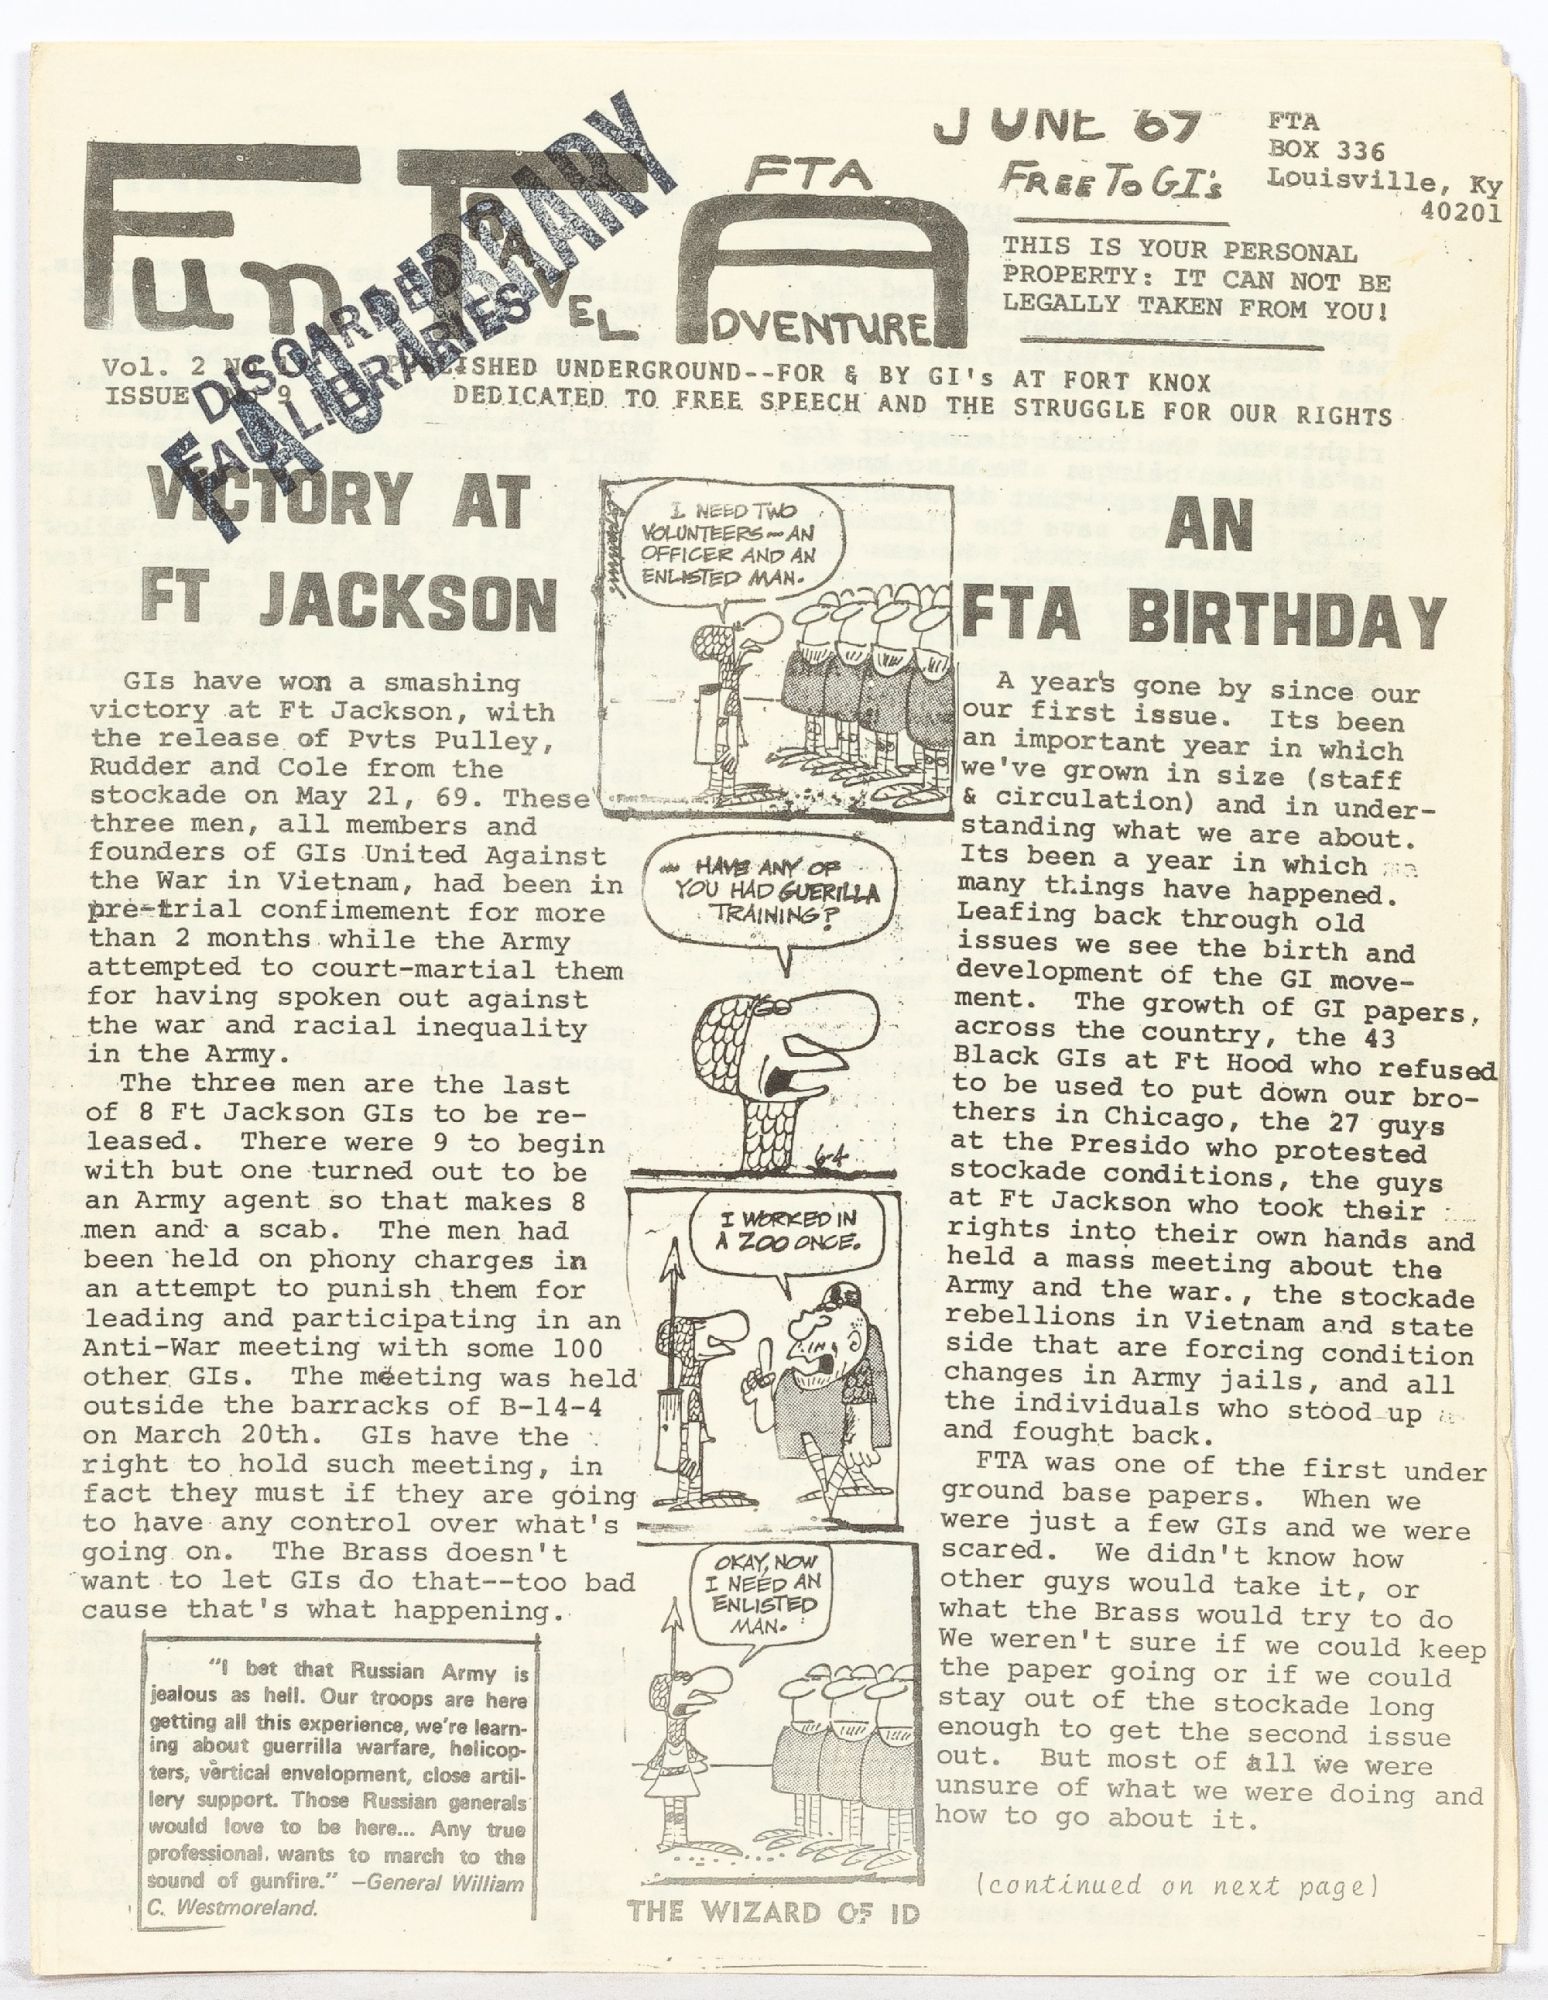 JUNE 69
FREE TO GI's
FTA
BOX 336
Louisville, Ky
40201
THIS IS YOUR PERSONAL
PROPERTY: IT CAN NOT BE
LEGALLY TAKEN FROM YOU!
FTA
Fun TRAVEL ADVENTURE
FAU LIBRARY
DISCARDED
FAU LIBRARIES
Vol. 2
ISSUE No 9
PUBLISHED UNDERGROUND--FOR & BY GI's AT FORT KNOX
DEDICATED TO FREE SPEECH AND THE STRUGGLE FOR OUR RIGHTS
VICTORY AT
FT JACKSON
GIs have won a smashing
victory at Ft Jackson, with
the release of Pvts Pulley,
Rudder and Cole from the
stockade on May 21, 69. These
three men, all members and
founders of GIs United Against
the War in Vietnam, had been in
pre-trial confimement for more
than 2 months while the Army
attempted to court-martial them
for having spoken out against
the war and racial inequality
in the Army.
The three men are the last
of 8 Ft Jackson GIs to be re-
leased. There were 9 to begin
with but one turned out to be
an Army agent so that makes 8
men and a scab. The men had
been held on phony charges in
an attempt to punish them for
leading and participating in an
Anti-War meeting with some 100
other GIs. The meeting was held
outside the barracks of B-14-4
on March 20th. GIs have the
right to hold such meeting, in
fact they must if they are going
to have any control over what's
going on. The Brass doesn't
want to let GIs do that--too bad
cause that's what happening.
"I bet that Russian Army is
jealous as hell. Our troops are here
getting all this experience, we're learn-
ing about guerrilla warfare, helicop-
ters, vertical envelopment, close artil-
lery support. Those Russian generals
would love to be here... Any true
professional wants to march to the
sound of gunfire." —General William
C. Westmoreland.
I NEED TWO
VOLUNTEERS—AN
OFFICER AND AN
ENLISTED MAN.
— HAVE ANY OF
YOU HAD GUERILLA
TRAINING?
6-4
I WORKED IN
A ZOO ONCE.
OKAY, NOW
I NEED AN
ENLISTED
MAN.
THE WIZARD OF ID
AN
FTA BIRTHDAY
A year's gone by since our
our first issue. Its been
an important year in which
we've grown in size (staff
& circulation) and in under-
standing what we are about.
Its been a year in which
many things have happened.
Leafing back through old
issues we see the birth and
development of the GI move-
ment. The growth of GI papers,
across the country, the 43
Black GIs at Ft Hood who refused
to be used to put down our bro-
thers in Chicago, the 27 guys
at the Presido who protested
stockade conditions, the guys
at Ft Jackson who took their
rights into their own hands and
held a mass meeting about the
Army and the war., the stockade
rebellions in Vietnam and state
side that are forcing condition
changes in Army jails, and all
the individuals who stood up
and fought back.
FTA was one of the first under
ground base papers. When we
were just a few GIs and we were
scared. We didn't know how
other guys would take it, or
what the Brass would try to do
We weren't sure if we could keep
the paper going or if we could
stay out of the stockade long
enough to get the second issue
out. But most of all we were
unsure of what we were doing and
how to go about it.
(continued on next page)